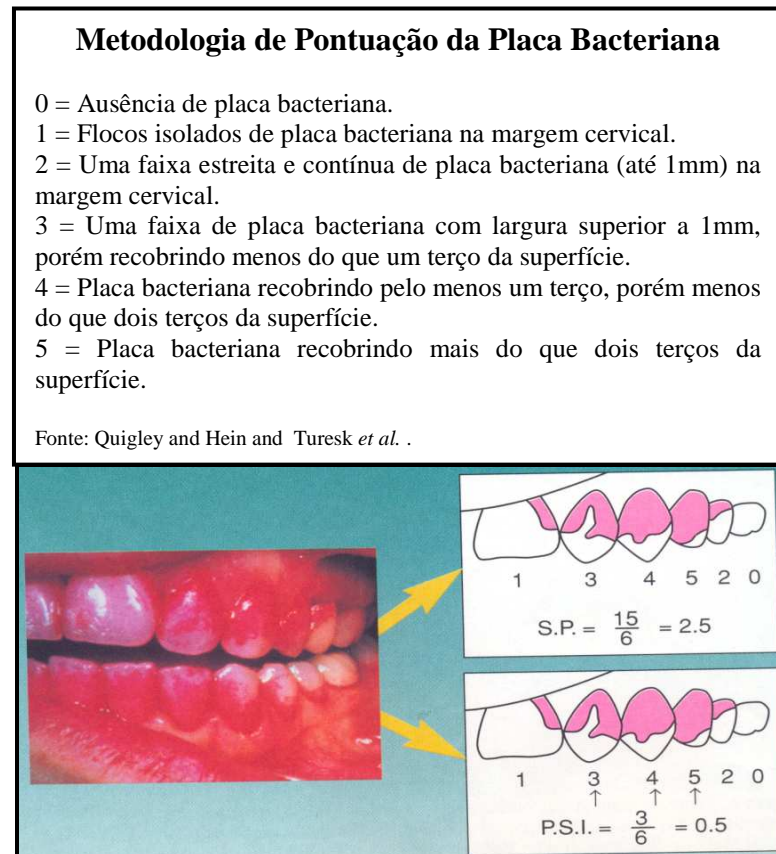 Metodologia de Pontuação da Placa Bacteriana
0 = Ausência de placa bacteriana.
1 = Flocos isolados de placa bacteriana na margem cervical.
2 = Uma faixa estreita e contínua de placa bacteriana (até 1mm) na
margem cervical.
3 = Uma faixa de placa bacteriana com largura superior a 1mm,
porém recobrindo menos do que um terço da superfície.
4 = Placa bacteriana recobrindo pelo menos um terço, porém menos
do que dois terços da superfície.
5 = Placa bacteriana recobrindo mais do que dois terços da
superfície.
Fonte: Quigley and Hein and Turesk et al. .
1 3 4 5 2 0
S.P. = 15/6 = 2.5
1 3 4 5 2 0
↑ ↑ ↑
P.S.I. = 3/6 = 0.5